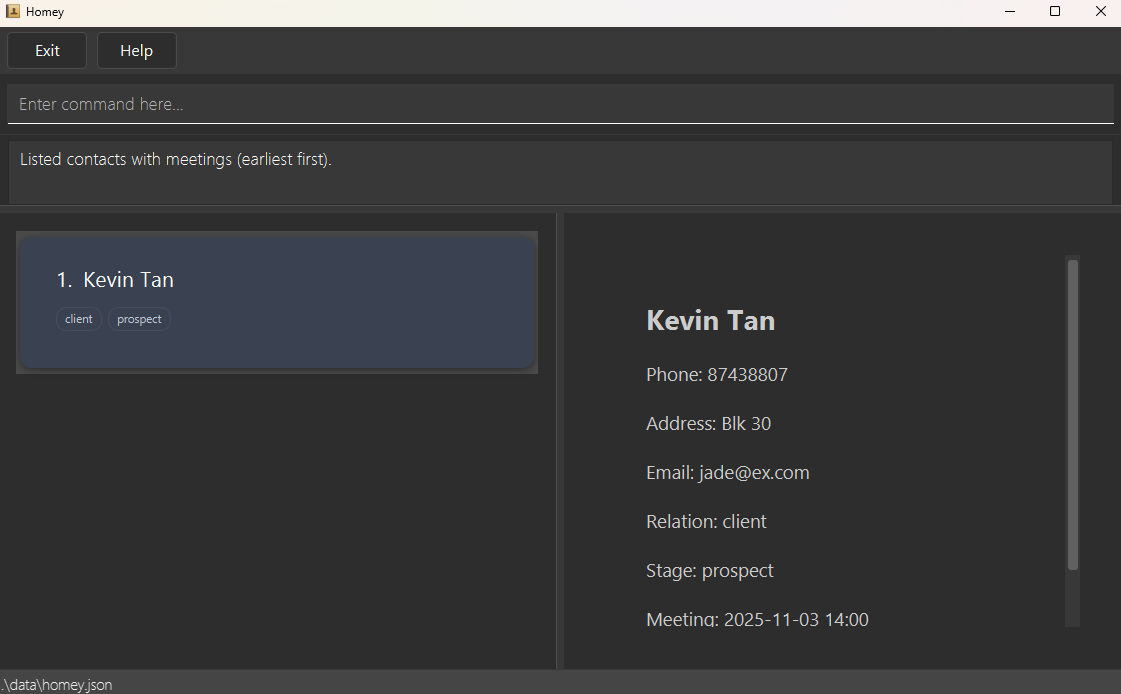 Homey
Exit Help
Enter command here...
Listed contacts with meetings (earliest first).
1. Kevin Tan
client prospect
Kevin Tan
Phone: 87438807
Address: Blk 30
Email: jade@ex.com
Relation: client
Stage: prospect
Meeting: 2025-11-03 14:00
.\data\homey.json